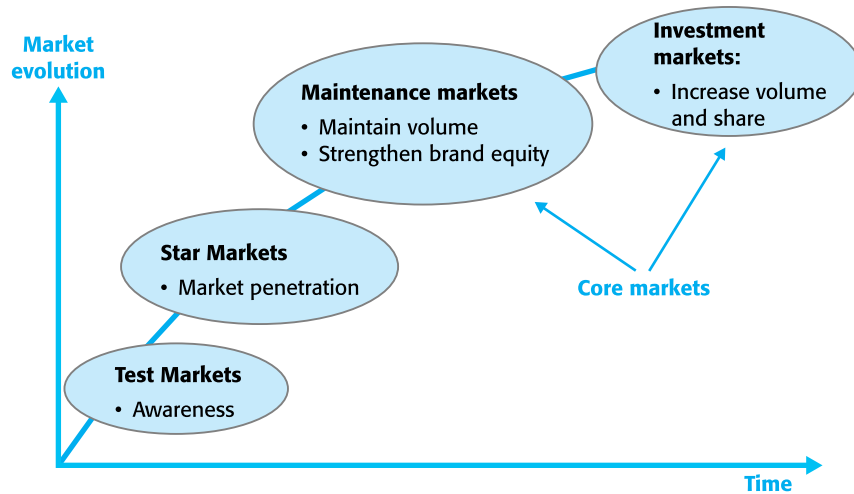 Market
evolution
Investment
markets:
• Increase volume
and share
Maintenance markets
• Maintain volume
• Strengthen brand equity
Star Markets
• Market penetration
Core markets
Test Markets
• Awareness
Time